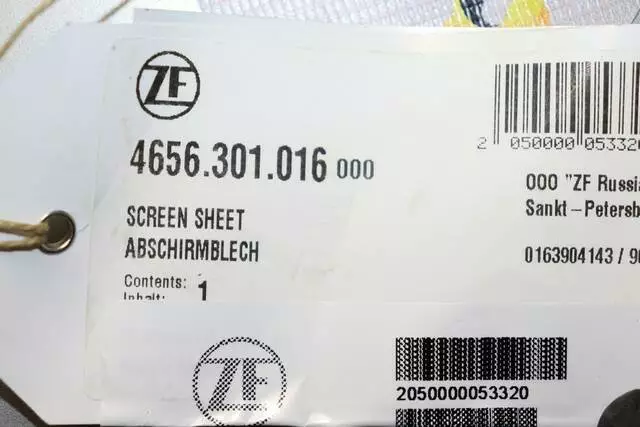 ZF
4656.301.016 000
SCREEN SHEET
ABSCHIRMBLECH
Contents: 1
Inhalt:
2 050000 05332
OOO "ZF Russia
Sankt-Petersb
0163904143 / 9
ZF
2050000053320